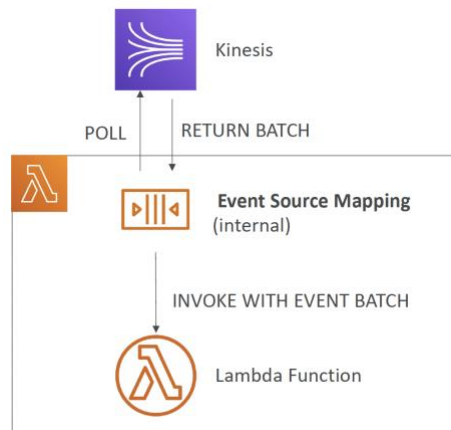 Kinesis
POLL
RETURN BATCH
Event Source Mapping
(internal)
INVOKE WITH EVENT BATCH
Lambda Function